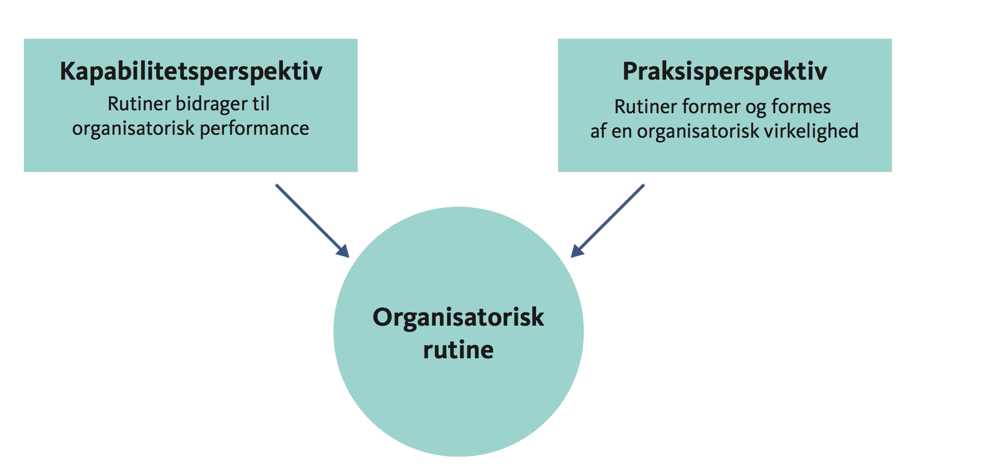 Kapabilitetsperspektiv
Rutiner bidrager til
organisatorisk performance
Praksisperspektiv
Rutiner former og formes
af en organisatorisk virkelighed
Organisatorisk
rutine